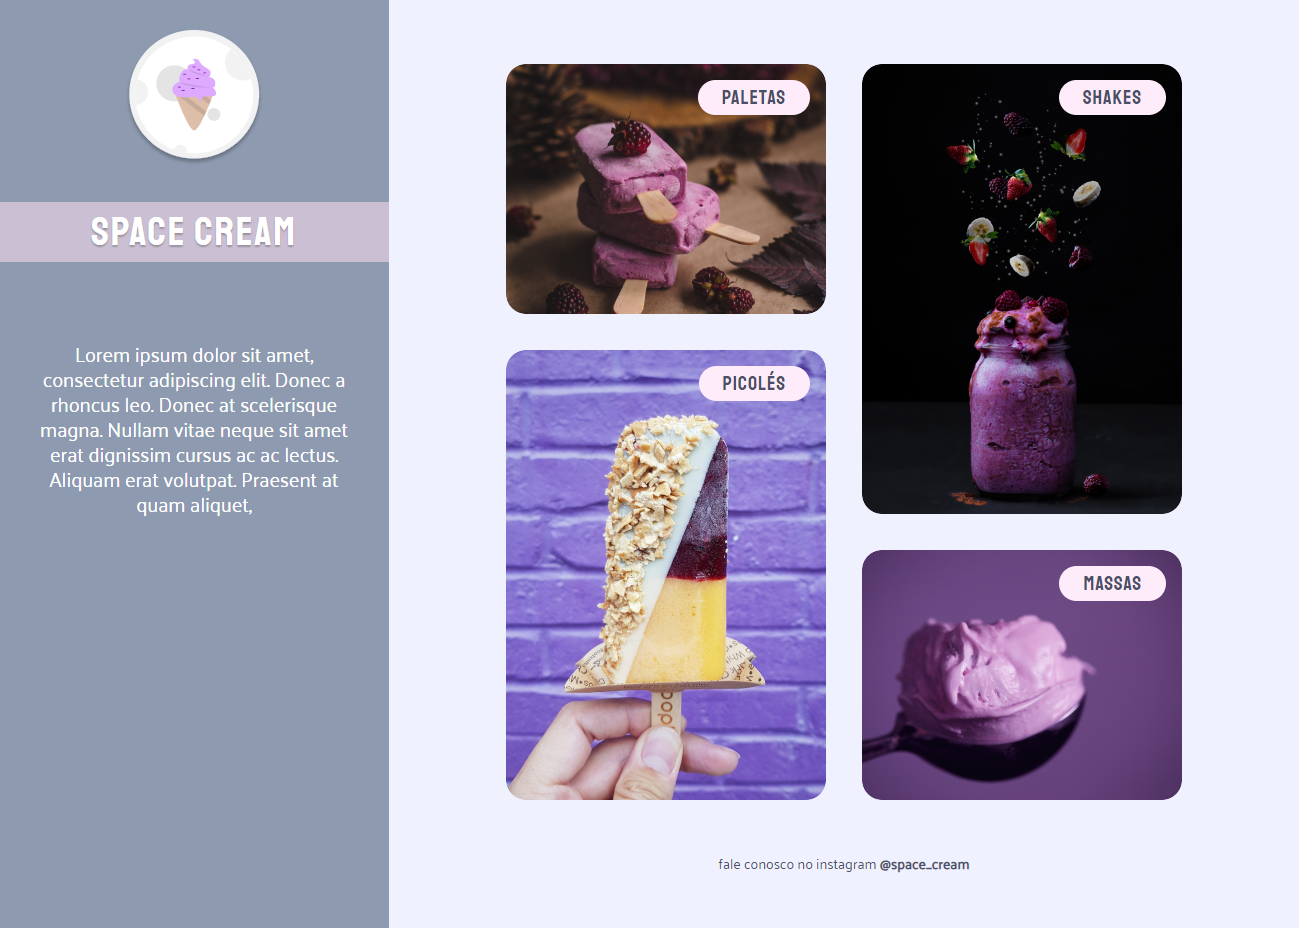 SPACE CREAM
Lorem ipsum dolor sit amet,
consectetur adipiscing elit. Donec a
rhoncus leo. Donec at scelerisque
magna. Nullam vitae neque sit amet
erat dignissim cursus ac ac lectus.
Aliquam erat volutpat. Praesent at
quam aliquet,
PALETAS
SHAKES
PICOLÉS
MASSAS
fale conosco no instagram @space_cream